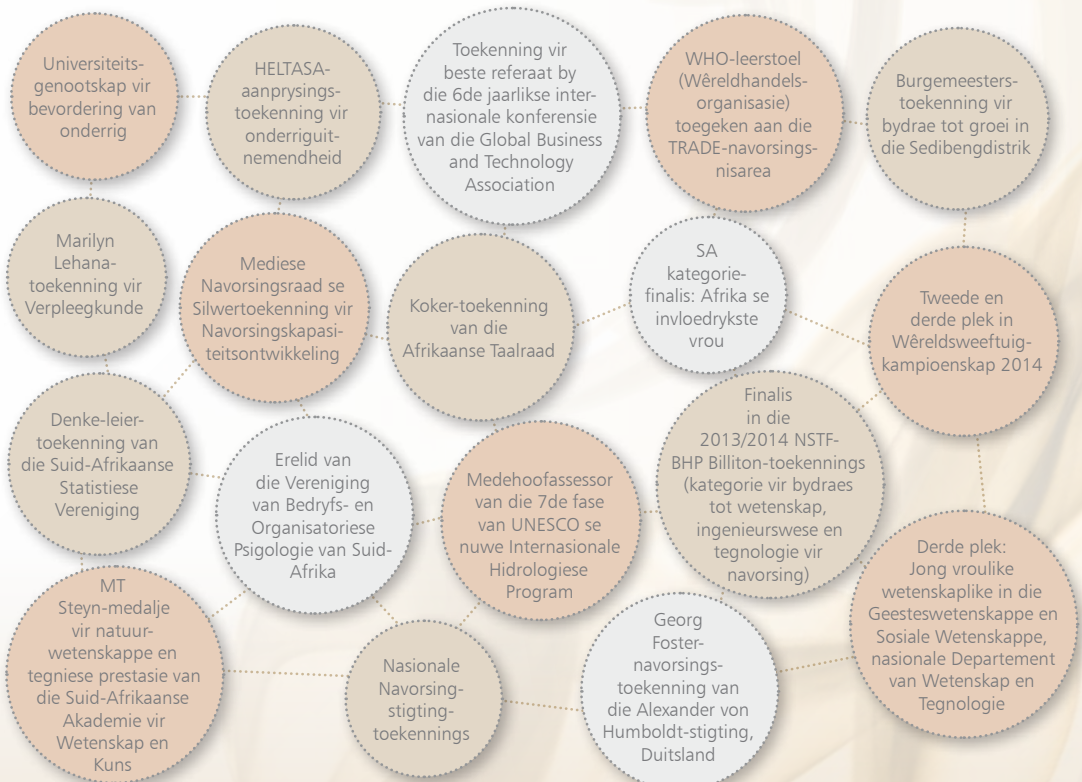 Universiteits-
genootskap vir
bevordering van
onderrig
HELTASA-
aanprysings-
toekenning vir
onderriguit-
nemendheid
Toekenning vir
beste referaat by
die 6de jaarlikse inter-
nasionale konferensie
van die Global Business
and Technology
Association
WHO-leerstoel
(Wêreldhandels-
organisasie)
toegeken aan die
TRADE-navorsings-
nisarea
Burgemeesters-
toekenning vir
bydrae tot groei in
die Sedibengdistrik
Marilyn
Lehana-
toekenning vir
Verpleegkunde
Mediese
Navorsingsraad se
Silwertoekenning vir
Navorsingskapasi-
teitsontwikkeling
Koker-toekenning
van die
Afrikaanse Taalraad
SA
kategorie-
finalis: Afrika se
invloedrykste
vrou
Tweede en
derde plek in
Wêreldsweeftuig-
kampioenskap 2014
Denke-leier-
toekenning van
die Suid-Afrikaanse
Statistiese
Vereniging
Erelid van
die Vereniging
van Bedryfs- en
Organisatoriese
Psigologie van Suid-
Afrika
Medehoofassessor
van die 7de fase
van UNESCO se
nuwe Internasionale
Hidrologiese
Program
Finalis
in die
2013/2014 NSTF-
BHP Billiton-toekennings
(kategorie vir bydraes
tot wetenskap,
ingenieurswese en
tegnologie vir
navorsing)
Derde plek:
Jong vroulike
wetenskaplike in die
Geesteswetenskappe en
Sosiale Wetenskappe,
nasionale Departement
van Wetenskap en
Tegnologie
MT
Steyn-medalje
vir natuur-
wetenskappe en
tegniese prestasie van
die Suid-Afrikaanse
Akademie vir
Wetenskap en
Kuns
Nasionale
Navorsing-
stigting-
toekennings
Georg
Foster-
navorsings-
toekenning van
die Alexander von
Humboldt-stigting,
Duitsland